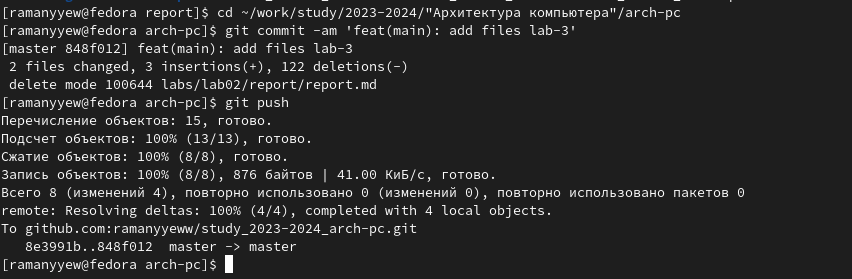 [ramanyyew@fedora report]$ cd ~/work/study/2023-2024/"Архитектура компьютера"/arch-pc
[ramanyyew@fedora arch-pc]$ git commit -am 'feat(main): add files lab-3'
[master 848f012] feat(main): add files lab-3
 2 files changed, 3 insertions(+), 122 deletions(-)
 delete mode 100644 labs/lab02/report/report.md
[ramanyyew@fedora arch-pc]$ git push
Перечисление объектов: 15, готово.
Подсчет объектов: 100% (13/13), готово.
Сжатие объектов: 100% (8/8), готово.
Запись объектов: 100% (8/8), 876 байтов | 41.00 КиБ/с, готово.
Всего 8 (изменений 4), повторно использовано 0 (изменений 0), повторно использовано пакетов 0
remote: Resolving deltas: 100% (4/4), completed with 4 local objects.
To github.com:ramanyyeww/study_2023-2024_arch-pc.git
   8e3991b..848f012  master -> master
[ramanyyew@fedora arch-pc]$